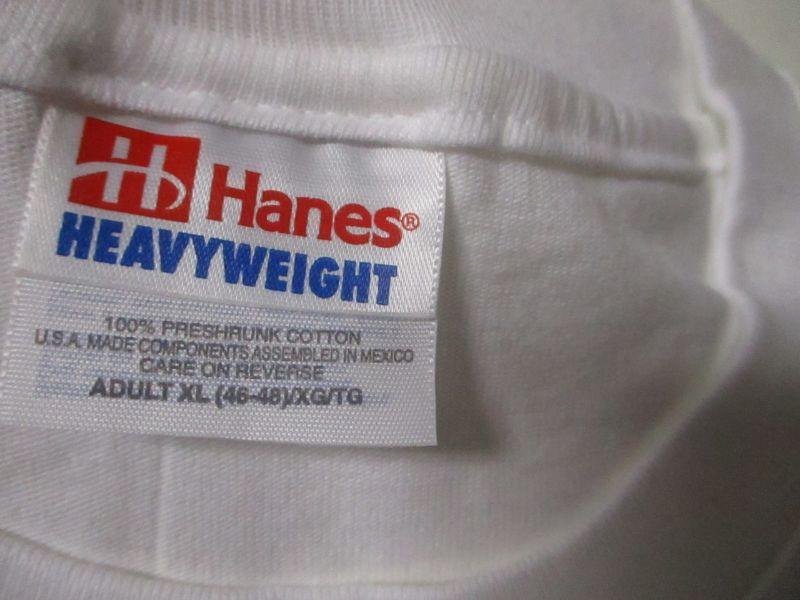 H Hanes®
HEAVYWEIGHT
100% PRESHRUNK COTTON
U.S.A. MADE COMPONENTS ASSEMBLED IN MEXICO
CARE ON REVERSE
ADULT XL (46-48)/XG/TG